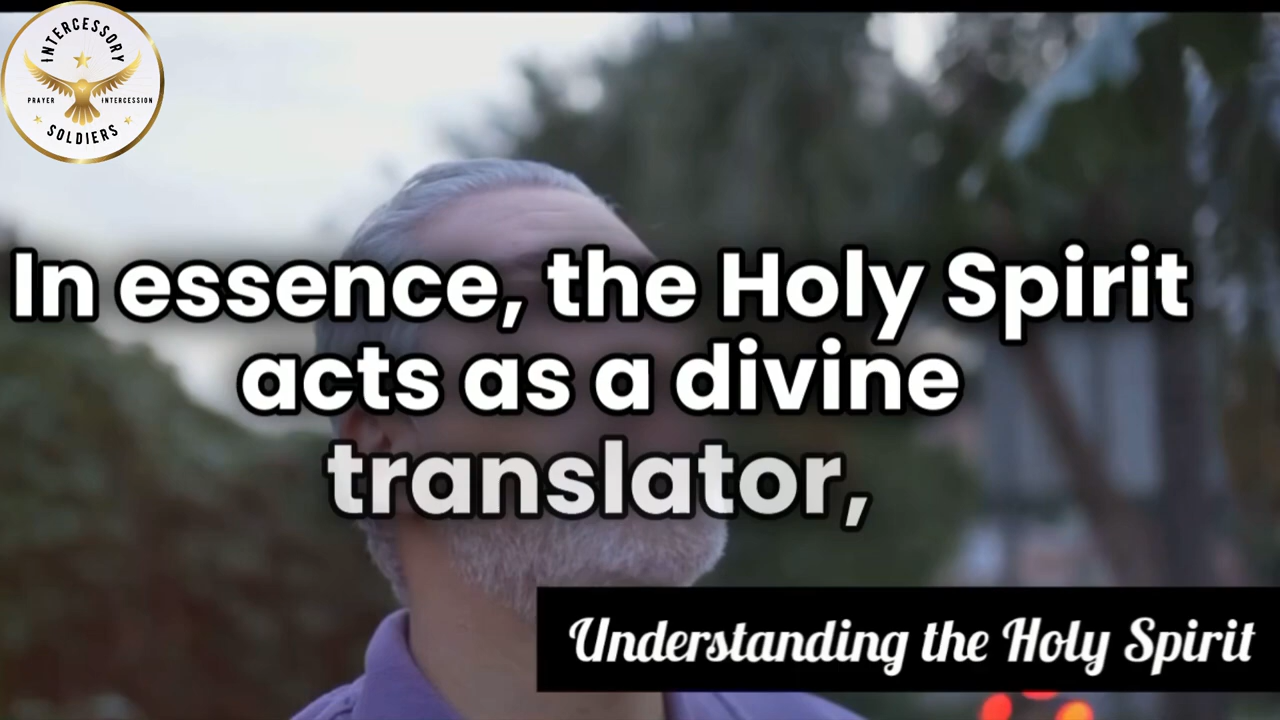 INTERCESSORY
PRAYER INTERCESSION
SOLDIERS
In essence, the Holy Spirit
acts as a divine
translator,
Understanding the Holy Spirit